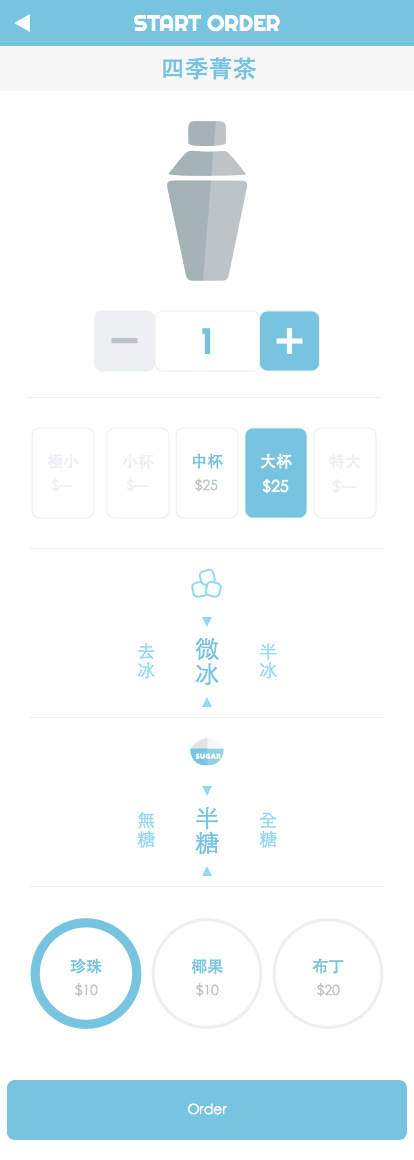 START ORDER
四季菁茶
1
極小 小杯 中杯 大杯 特大
$--- $--- $25 $25 $---
去冰 微冰 半冰
SUGAR
無糖 半糖 全糖
珍珠 椰果 布丁
$10 $10 $20
Order